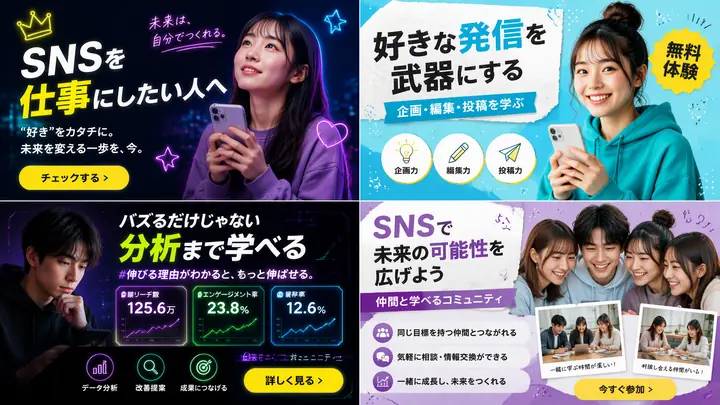 未来は、
自分でつくれる。
SNSを
仕事にしたい人へ
"好き"をカタチに。
未来を変える一歩を、今。
チェックする >
好きな発信を
武器にする
企画・編集・投稿を学ぶ
無料
体験
企画力
編集力
投稿力
バズるだけじゃない
分析まで学べる
#伸びる理由がわかると、もっと伸ばせる。
リーチ数
エンゲージメント率
125.6万
23.8%
12.6%
データ分析
改善提案
成果につなげる
詳しく見る >
SNSで
未来の可能性を
広げよう
仲間と学べるコミュニティ
同じ目標を持つ仲間とつながれる
気軽に相談・情報交換ができる
一緒に成長し、未来をつくれる
一緒に学ぶ時間が楽しい！
今すぐ参加 >